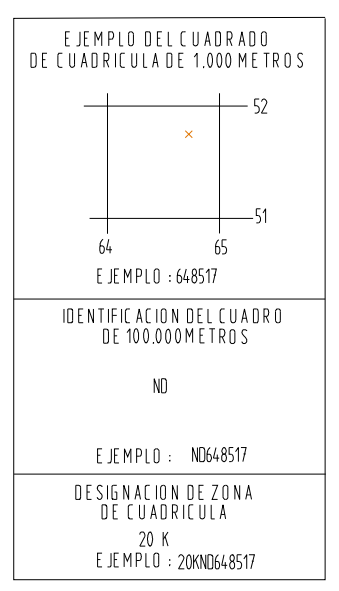 EJEMPLO DEL CUADRADO
DE CUADRICULA DE 1.000 METROS
52
51
64
65
EJEMPLO : 648517
IDENTIFICACION DEL CUADRO
DE 100.000 METROS
ND
EJEMPLO : ND648517
DESIGNACION DE ZONA
DE CUADRICULA
20 K
EJEMPLO : 20KND648517